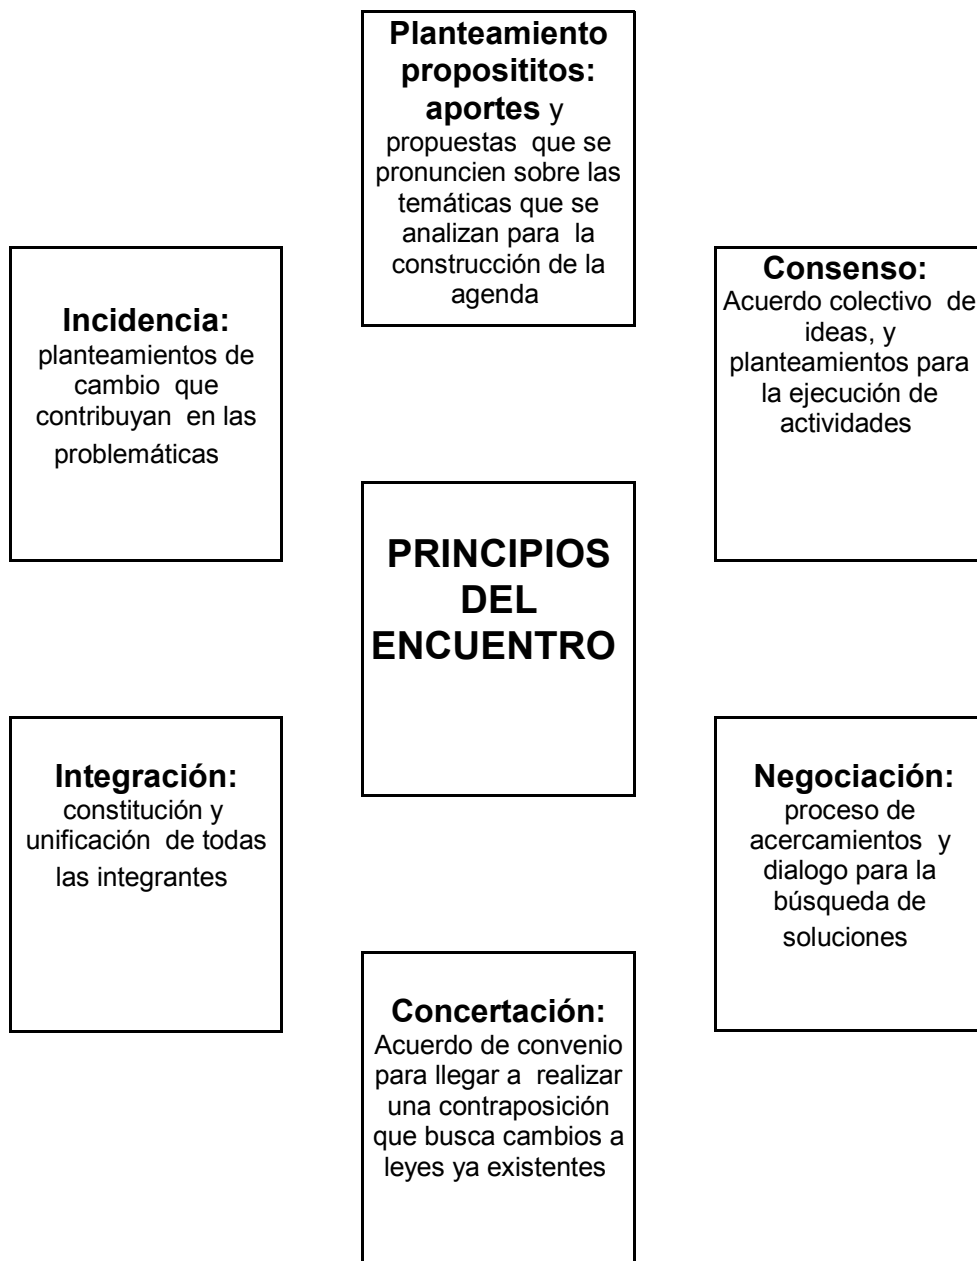 Planteamiento
proposititos:
aportes y
propuestas que se
pronuncien sobre las
temáticas que se
analizan para la
construcción de la
agenda
Incidencia:
planteamientos de
cambio que
contribuyan en las
problemáticas
Consenso:
Acuerdo colectivo de
ideas, y
planteamientos para
la ejecución de
actividades
PRINCIPIOS
DEL
ENCUENTRO
Integración:
constitución y
unificación de todas
las integrantes
Negociación:
proceso de
acercamientos y
dialogo para la
búsqueda de
soluciones
Concertación:
Acuerdo de convenio
para llegar a realizar
una contraposición
que busca cambios a
leyes ya existentes